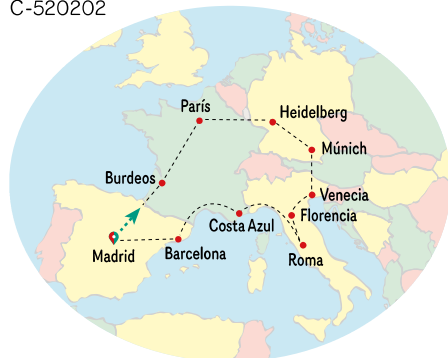 C-520202
París
Heidelberg
Múnich
Burdeos
Venecia
Florencia
Costa Azul
Madrid
Barcelona
Roma